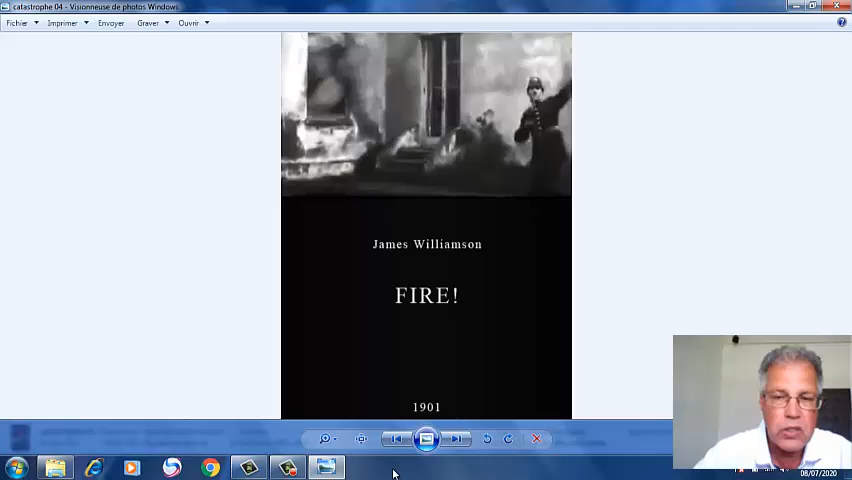 catastrophe 04 - Visionneuse de photos Windows
Fichier Imprimer Envoyer Graver Ouvrir
James Williamson
FIRE!
1901
08/07/2020